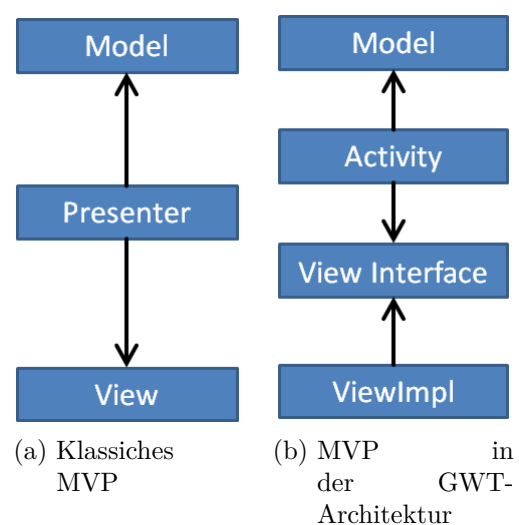 Model
Presenter
View
(a) Klassiches
MVP
Model
Activity
View Interface
ViewImpl
(b) MVP in
der GWT-
Architektur